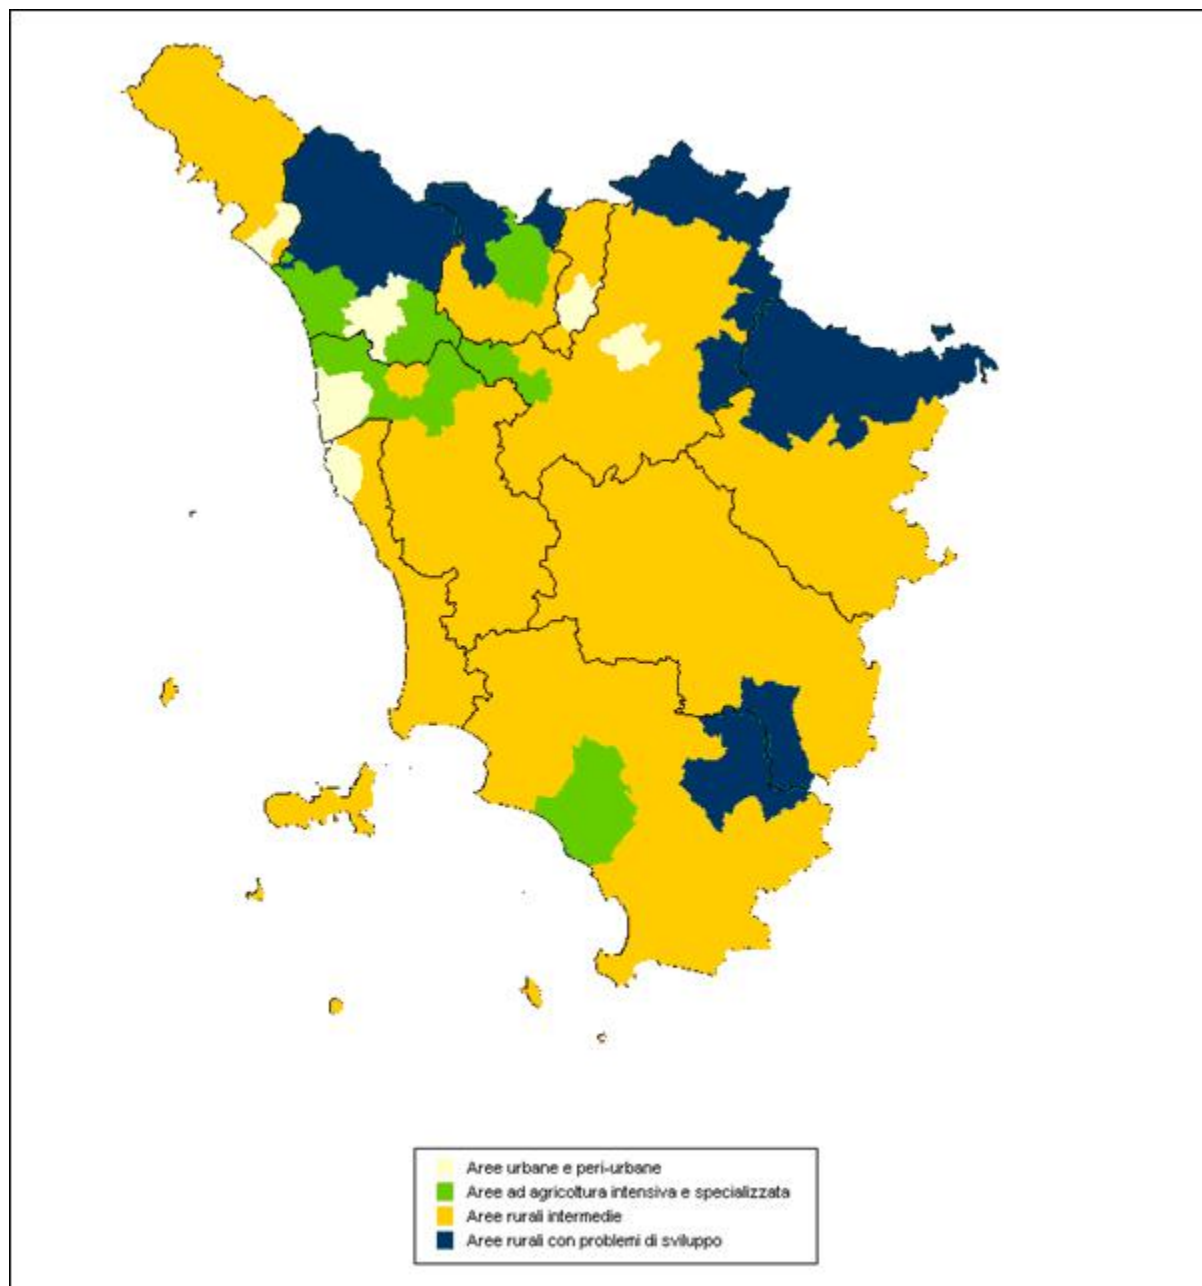 Aree urbane e peri-urbane
Aree ad agricoltura intensiva e specializzata
Aree rurali intermedie
Aree rurali con problemi di sviluppo